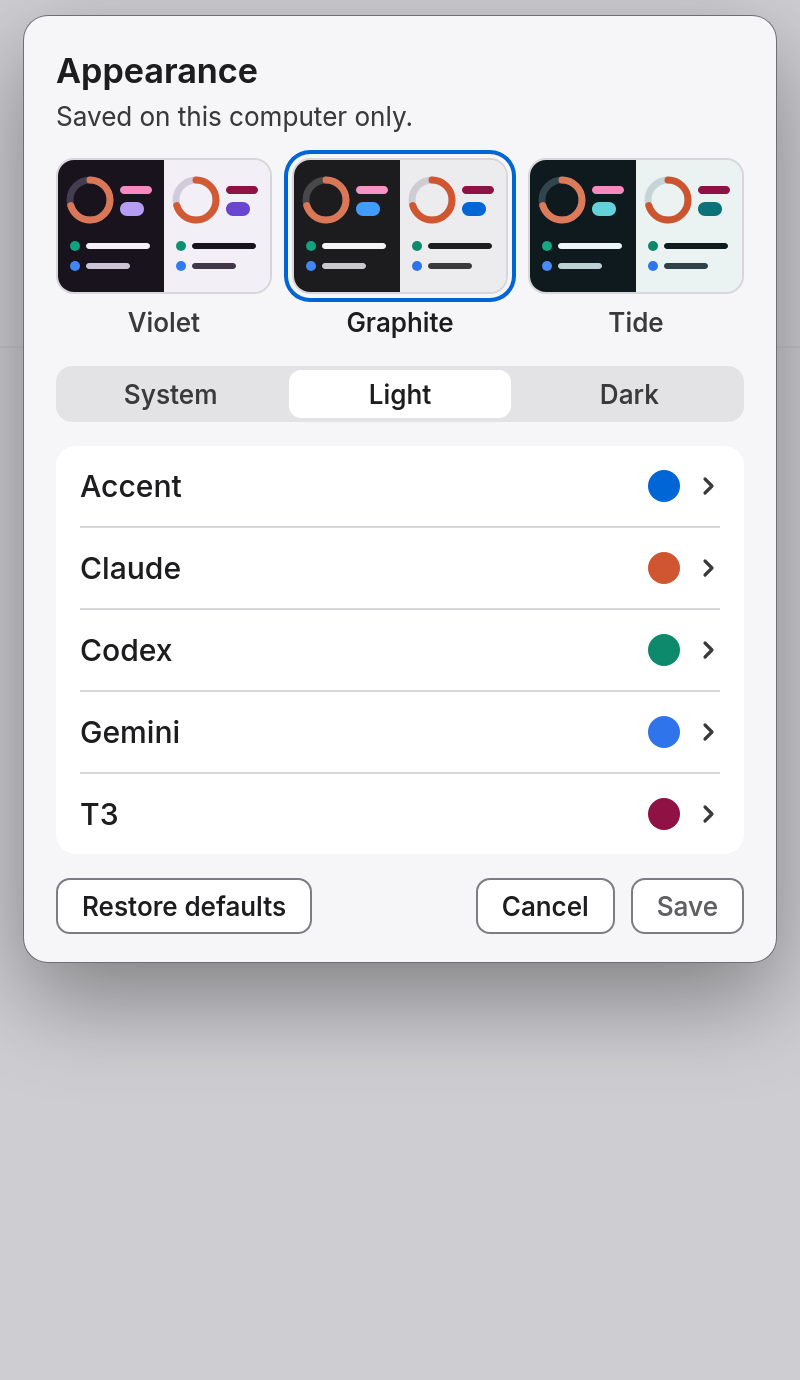 Appearance
Saved on this computer only.
Violet
Graphite
Tide
System
Light
Dark
Accent
Claude
Codex
Gemini
T3
Restore defaults
Cancel
Save